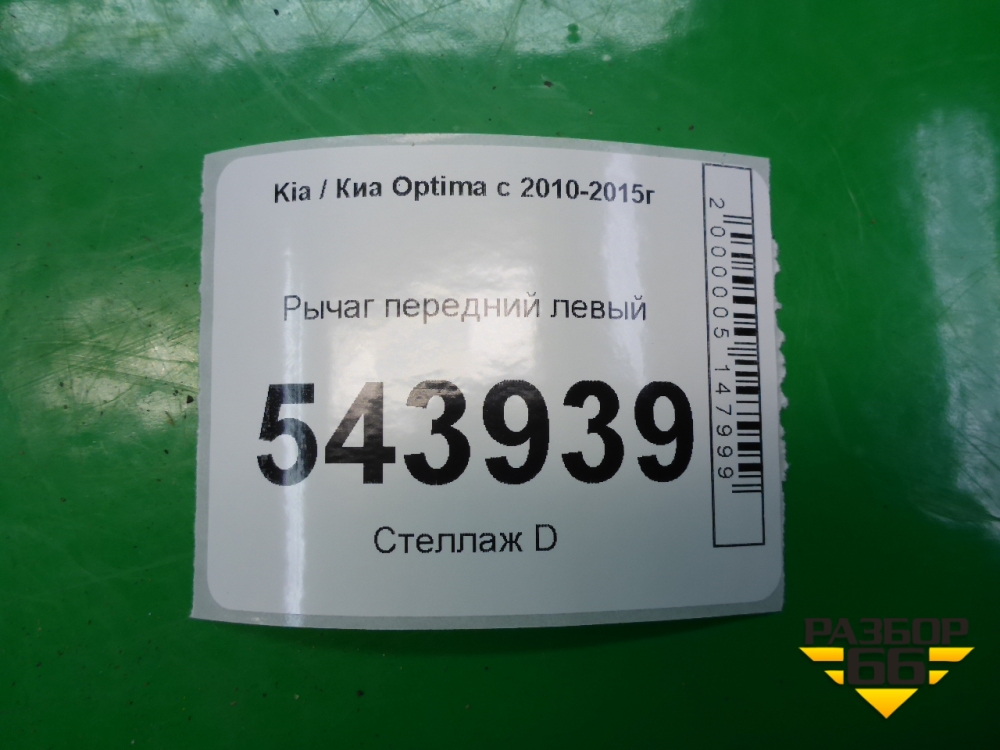 Kia / Киа Optima с 2010-2015г
Рычаг передний левый
543939
Стеллаж D
2000005147999
РАЗБОР
66